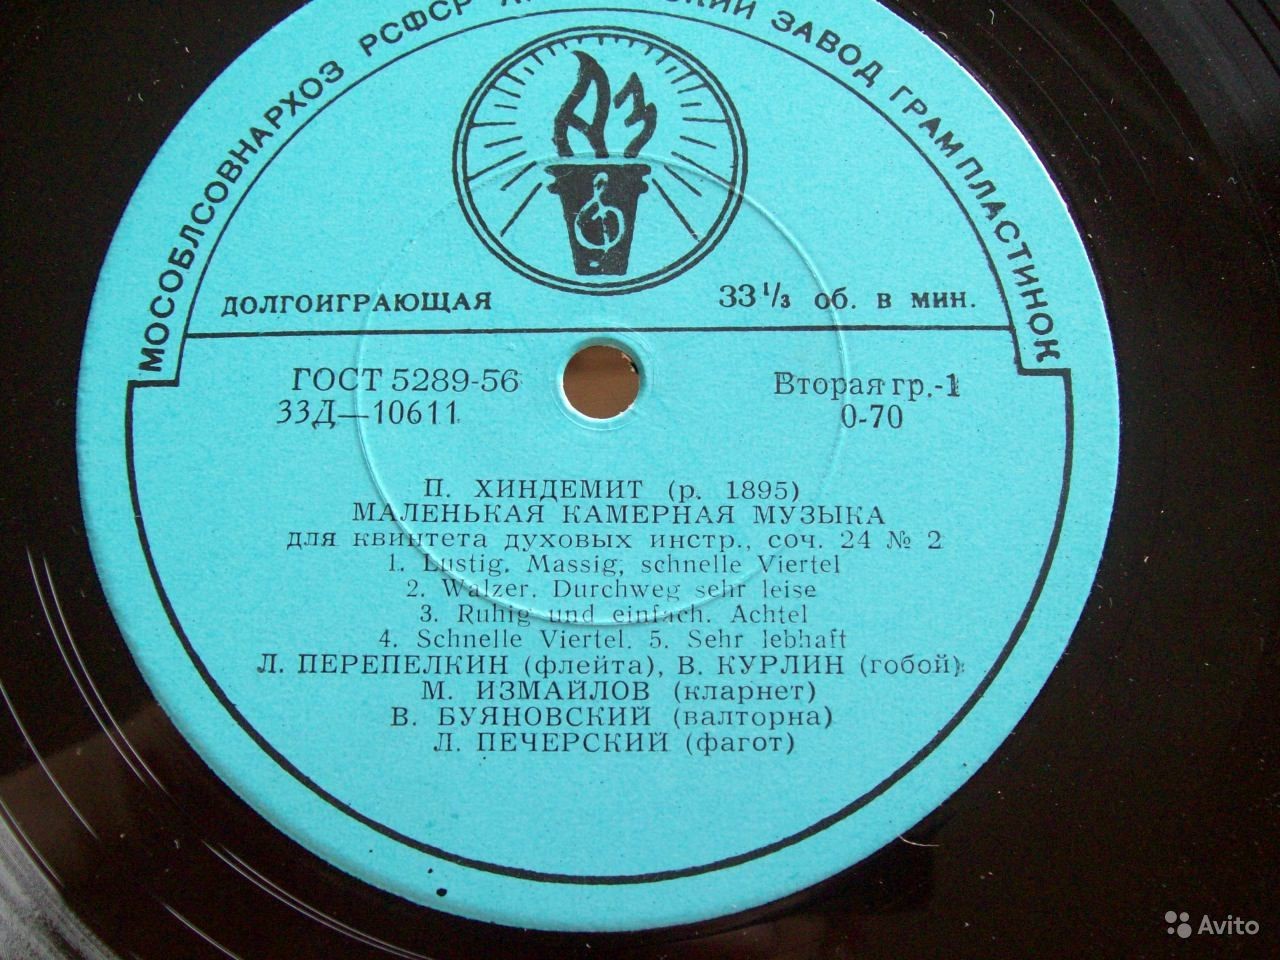 МОСОБЛСОВНАРХОЗ РСФСР ЗАВОД ГРАМПЛАСТИНОК
АЗ
ДОЛГОИГРАЮЩАЯ 33 1/3 об. в мин.
ГОСТ 5289-56 Вторая гр.-1
33Д—10611 0-70
П. ХИНДЕМИТ (р. 1895)
МАЛЕНЬКАЯ КАМЕРНАЯ МУЗЫКА
для квинтета духовых инстр., соч. 24 № 2
1. Lustig. Massig, schnelle Viertel
2. Walzer. Durchweg sehr leise
3. Ruhig und einfach. Achtel
4. Schnelle Viertel. 5. Sehr lebhaft
Л. ПЕРЕПЕЛКИН (флейта), В. КУРЛИН (гобой),
М. ИЗМАЙЛОВ (кларнет)
В. БУЯНОВСКИЙ (валторна)
Л. ПЕЧЕРСКИЙ (фагот)
Avito